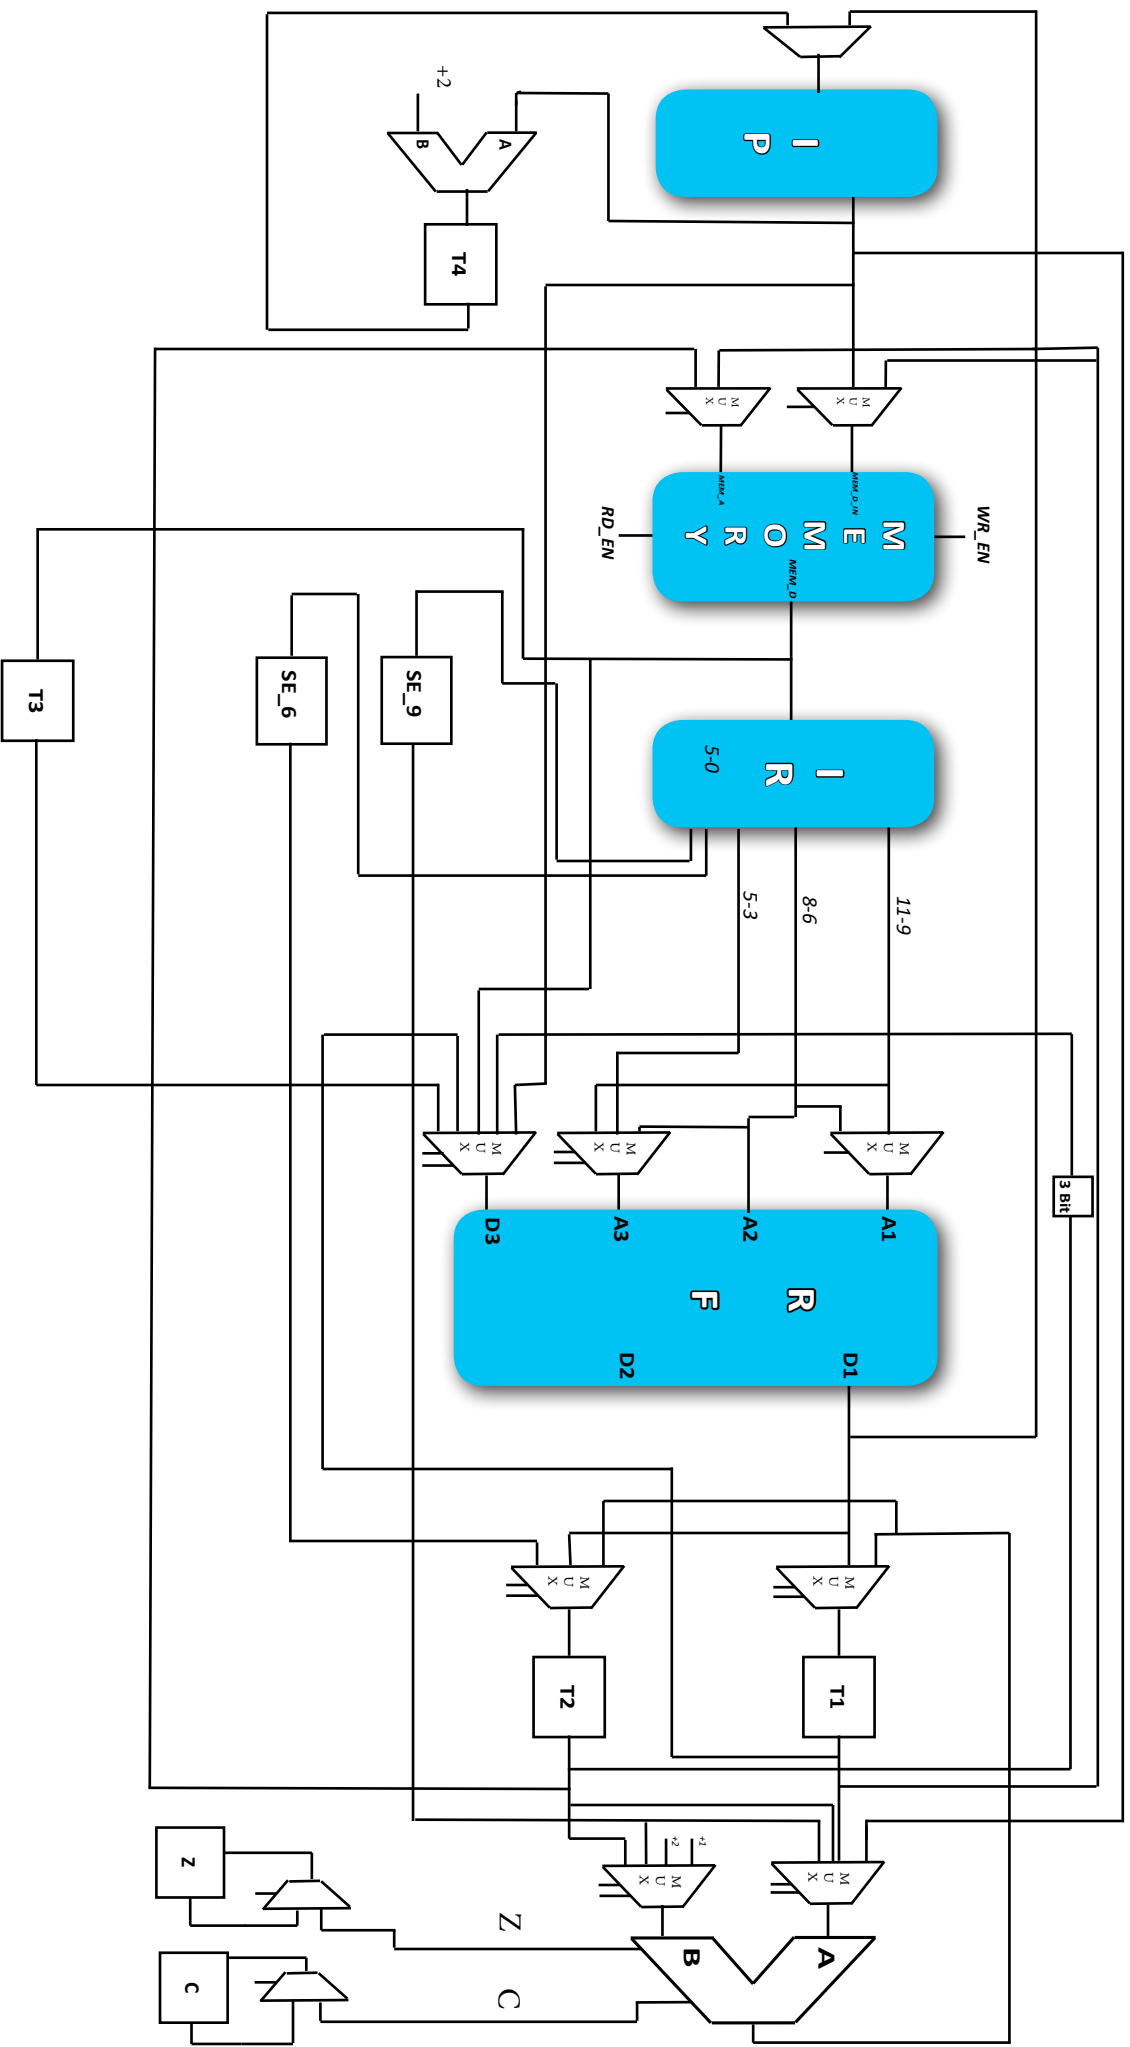 IP
+2
A
B
T4
MUX
MUX
MEM_D_IN
MEM_A
MEMORY
MEM_D
WR_EN
RD_EN
T3
SE_6
SE_9
IR
5-0
11-9
8-6
5-3
MUX
MUX
MUX
3 Bit
A1
A2
A3
D3
RF
D1
D2
MUX
MUX
T1
T2
+1
+2
MUX
MUX
A
B
Z
C
Z
C